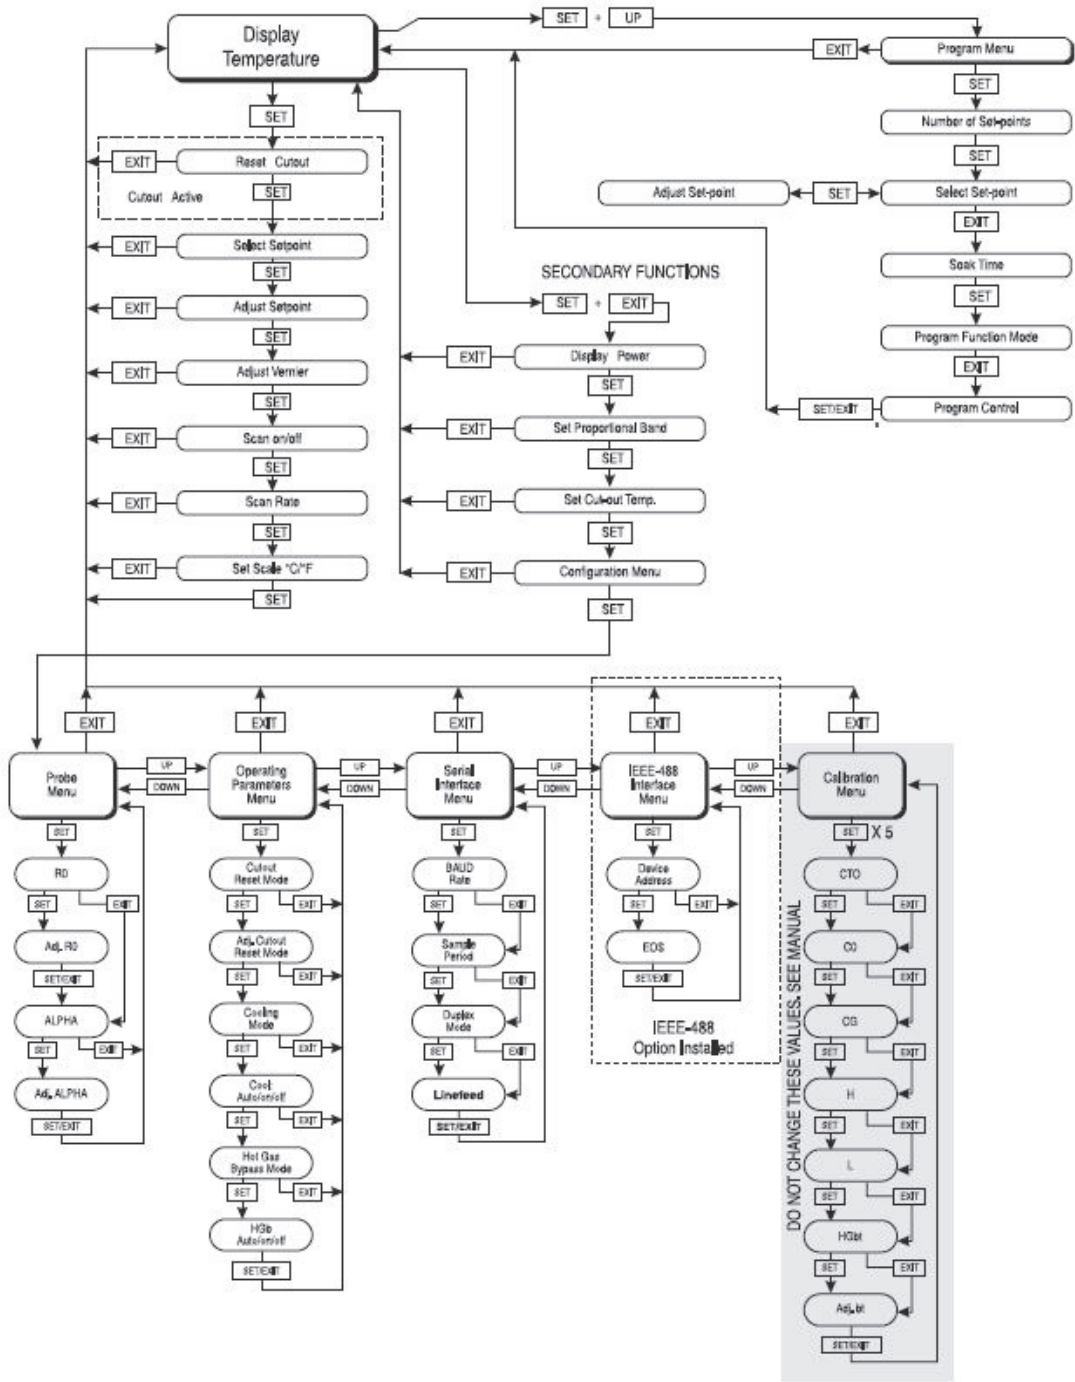 Display
Temperature
SET + UP
EXIT
Program Menu
SET
Number of Set-points
SET
Adjust Set-point
SET
Select Set-point
EXIT
Soak Time
SET
Program Function Mode
EXIT
SET/EXIT
Program Control
SET
EXIT
Reset Cutout
Cutout Active
SET
EXIT
Select Setpoint
SET
EXIT
Adjust Setpoint
SET
EXIT
Adjust Vernier
SET
EXIT
Scan on/off
SET
EXIT
Scan Rate
SET
EXIT
Set Scale °C/°F
SET
SECONDARY FUNCTIONS
SET + EXIT
EXIT
Display Power
SET
EXIT
Set Proportional Band
SET
EXIT
Set Cut-out Temp.
SET
EXIT
Configuration Menu
SET
EXIT
Probe
Menu
UP
DOWN
SET
R0
SET
EXIT
Adj. R0
SET/EXIT
ALPHA
SET
EXIT
Adj. ALPHA
SET/EXIT
EXIT
Operating
Parameters
Menu
UP
DOWN
SET
Cutout
Reset Mode
SET
EXIT
Adj. Cutout
Reset Mode
SET
EXIT
Cooling
Mode
SET
EXIT
Cool:
Auto/on/off
SET
EXIT
Hot Gas
Bypass Mode
SET
EXIT
HGb
Auto/on/off
SET/EXIT
EXIT
Serial
Interface
Menu
UP
DOWN
SET
BAUD
Rate
SET
EXIT
Sample
Period
SET
EXIT
Duplex
Mode
SET
EXIT
Linefeed
SET/EXIT
EXIT
IEEE-488
Interface
Menu
UP
DOWN
SET
Device
Address
SET
EXIT
EOS
SET/EXIT
IEEE-488
Option Installed
EXIT
Calibration
Menu
SET X 5
CTO
SET
EXIT
C0
SET
EXIT
CG
SET
EXIT
H
SET
EXIT
L
SET
EXIT
HGbt
SET
EXIT
Adj. bt
SET/EXIT
DO NOT CHANGE THESE VALUES. SEE MANUAL